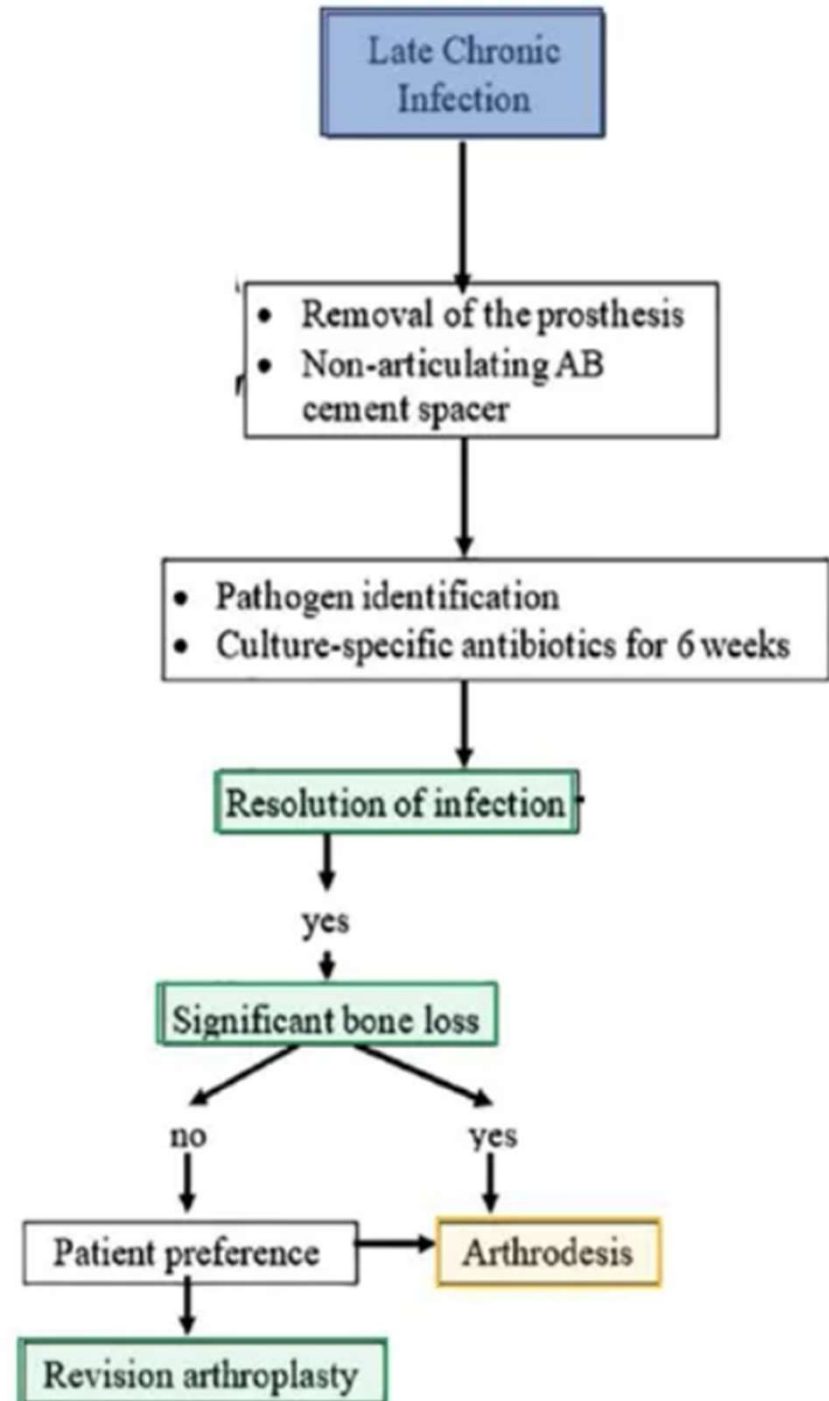 Late Chronic
Infection
• Removal of the prosthesis
• Non-articulating AB
cement spacer
• Pathogen identification
• Culture-specific antibiotics for 6 weeks
Resolution of infection
yes
Significant bone loss
no yes
Patient preference Arthrodesis
Revision arthroplasty